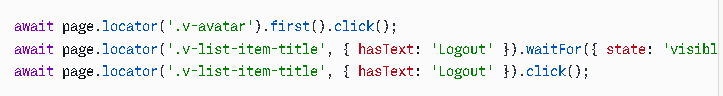 await page.locator('.v-avatar').first().click();
await page.locator('.v-list-item-title', { hasText: 'Logout' }).waitFor({ state: 'visibl
await page.locator('.v-list-item-title', { hasText: 'Logout' }).click();